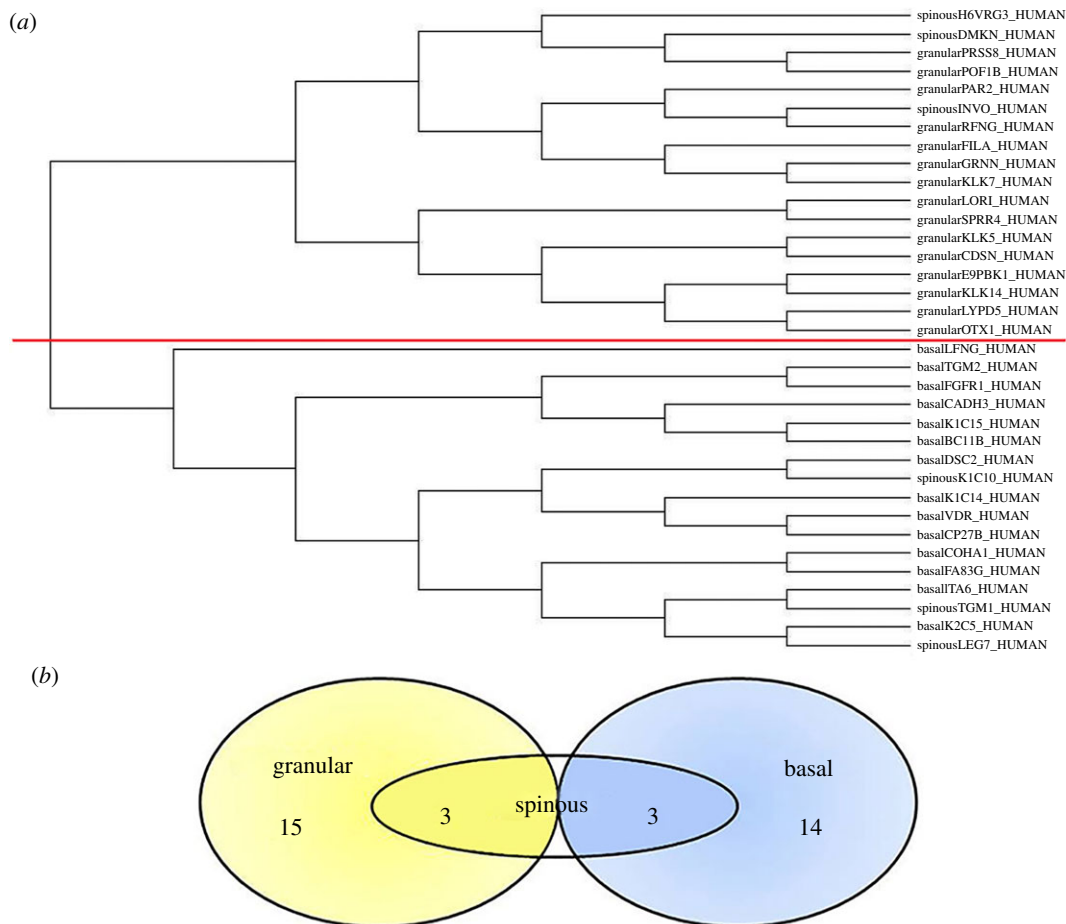 (a)
spinousH6VRG3_HUMAN
spinousDMKN_HUMAN
granularPRSS8_HUMAN
granularPOF1B_HUMAN
granularPAR2_HUMAN
spinousINVO_HUMAN
granularRFNG_HUMAN
granularFILA_HUMAN
granularGRNN_HUMAN
granularKLK7_HUMAN
granularLORI_HUMAN
granularSPRR4_HUMAN
granularKLK5_HUMAN
granularCDSN_HUMAN
granularE9PBK1_HUMAN
granularKLK14_HUMAN
granularLYPD5_HUMAN
granularOTX1_HUMAN
basalLFNG_HUMAN
basalTGM2_HUMAN
basalFGFR1_HUMAN
basalCADH3_HUMAN
basalK1C15_HUMAN
basalBC11B_HUMAN
basalDSC2_HUMAN
spinousK1C10_HUMAN
basalK1C14_HUMAN
basalVDR_HUMAN
basalCP27B_HUMAN
basalCOHA1_HUMAN
basalFA83G_HUMAN
basalITA6_HUMAN
spinousTGM1_HUMAN
basalK2C5_HUMAN
spinousLEG7_HUMAN
(b)
granular
basal
spinous
15
3
3
14